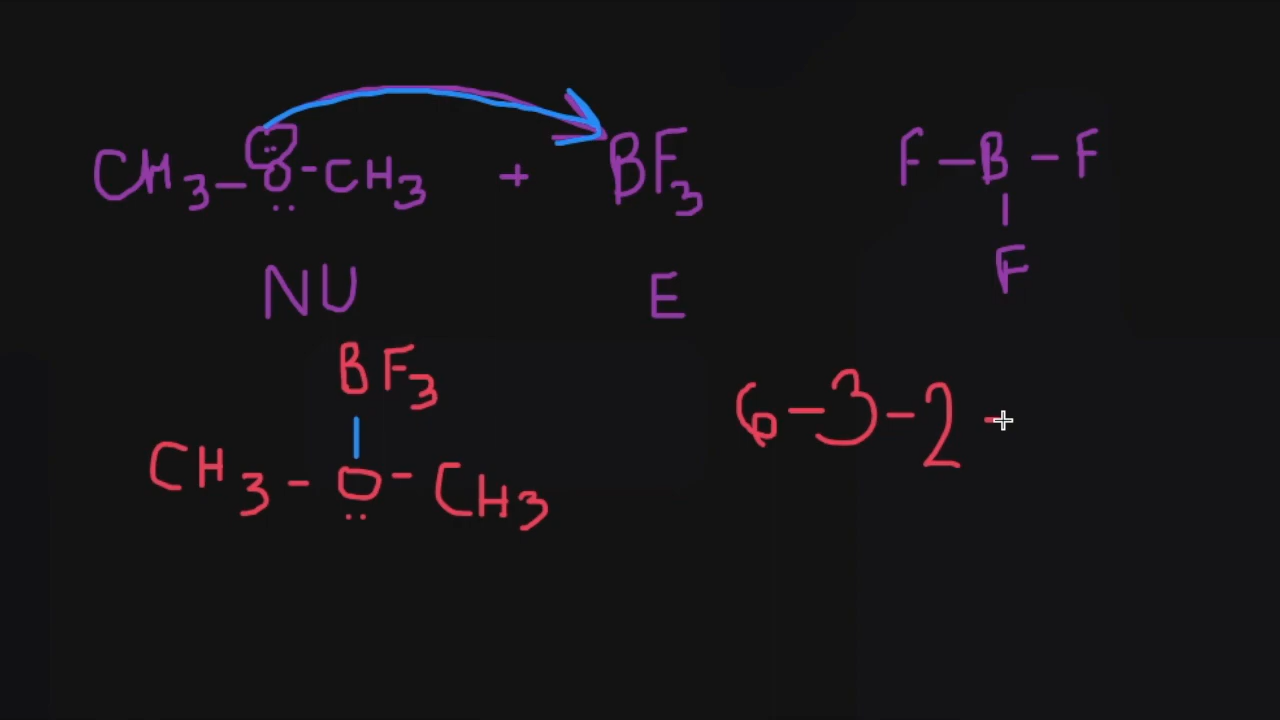 CH3-Ö-CH3 + BF3
F-B-F
F
NU E
BF3
CH3-O-CH3
6-3-2